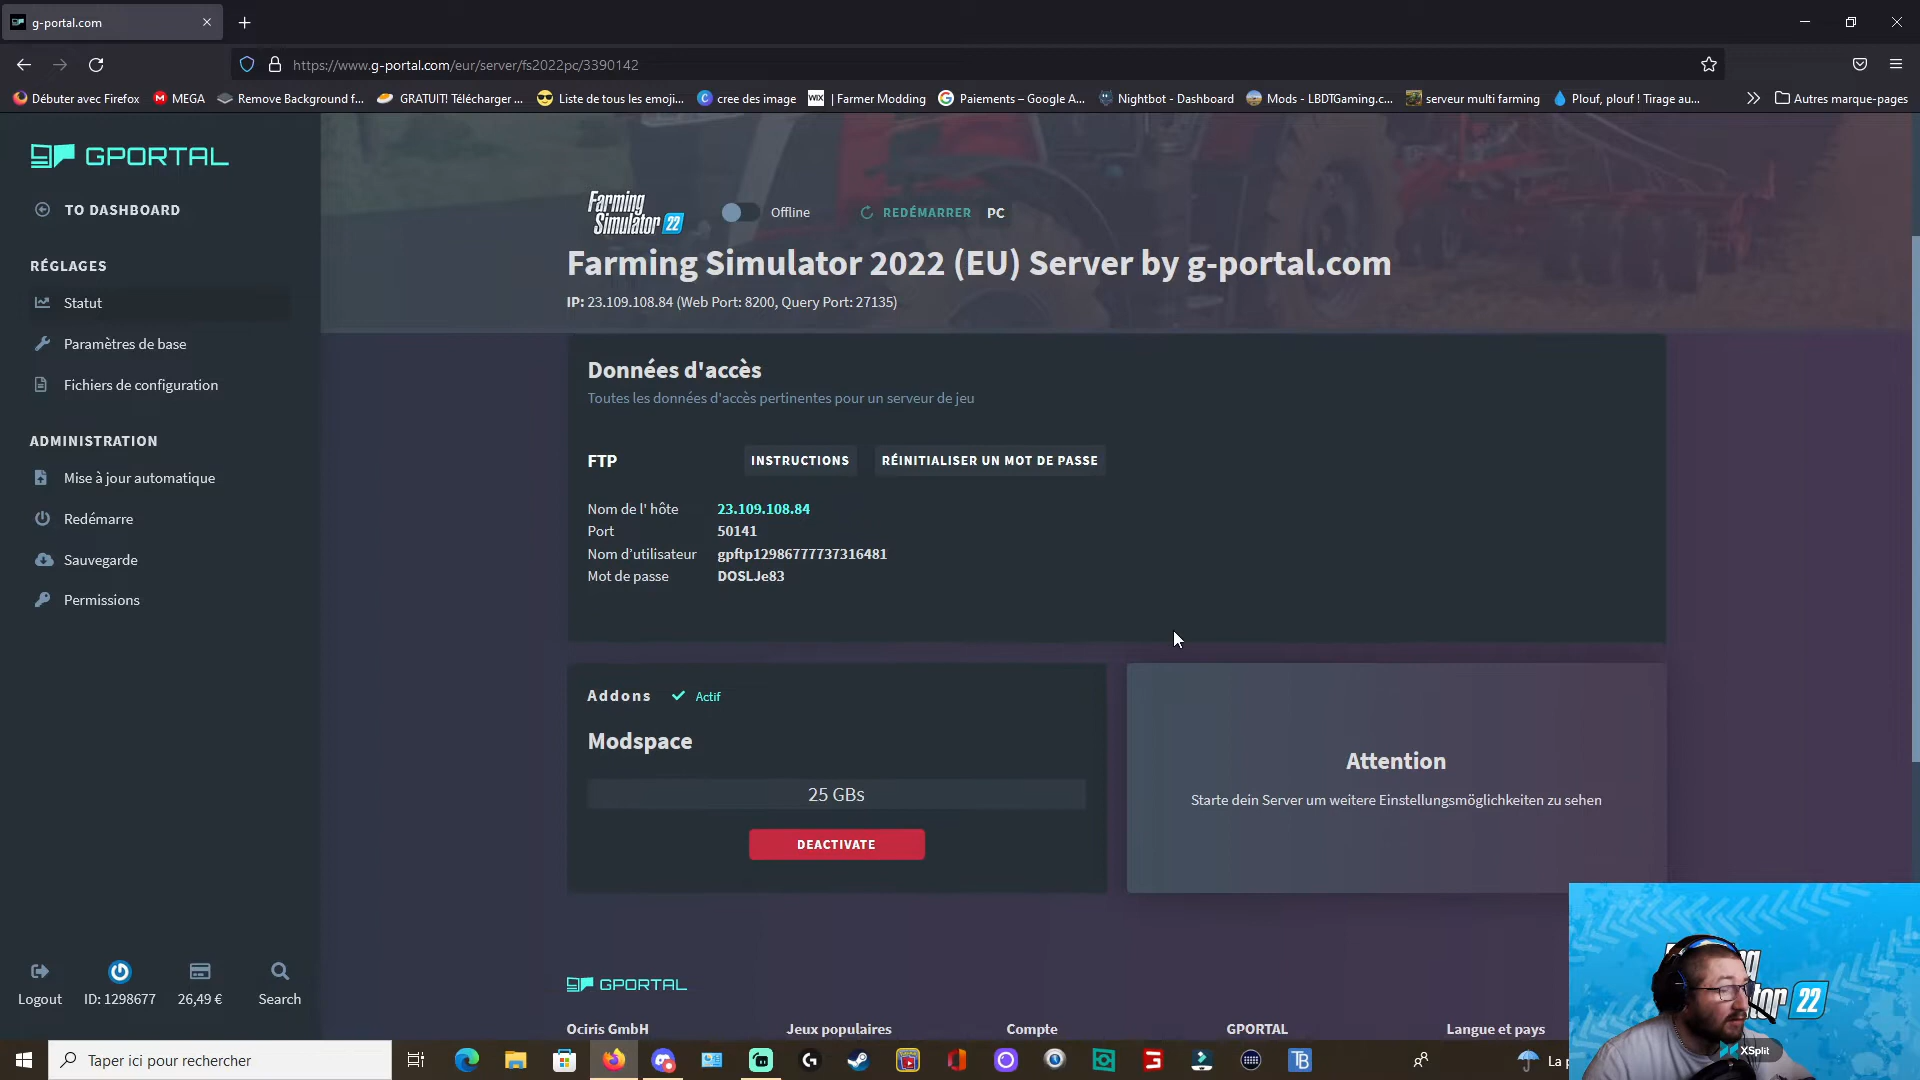 g-portal.com
https://www.g-portal.com/eur/server/fs2022pc/3390142
Débuter avec Firefox
MEGA
Remove Background f...
GRATUIT! Télécharger ...
Liste de tous les emoji...
cree des image
WIX
| Farmer Modding
Paiements – Google A...
Nightbot - Dashboard
Mods - LBDTGaming.c...
serveur multi farming
Plouf, plouf ! Tirage au...
Autres marque-pages
GPORTAL
TO DASHBOARD
RÉGLAGES
Statut
Paramètres de base
Fichiers de configuration
ADMINISTRATION
Mise à jour automatique
Redémarre
Sauvegarde
Permissions
Logout
ID: 1298677
26,49 €
Search
Farming
Simulator 22
Offline
REDÉMARRER
PC
Farming Simulator 2022 (EU) Server by g-portal.com
IP: 23.109.108.84 (Web Port: 8200, Query Port: 27135)
Données d'accès
Toutes les données d'accès pertinentes pour un serveur de jeu
FTP
INSTRUCTIONS
RÉINITIALISER UN MOT DE PASSE
Nom de l' hôte 23.109.108.84
Port 50141
Nom d'utilisateur gpftp12986777737316481
Mot de passe DOSLJe83
Addons
Actif
Modspace
25 GBs
DEACTIVATE
Attention
Starte dein Server um weitere Einstellungsmöglichkeiten zu sehen
GPORTAL
Ociris GmbH
Jeux populaires
Compte
GPORTAL
Langue et pays
22
XSplit
Taper ici pour rechercher
TB